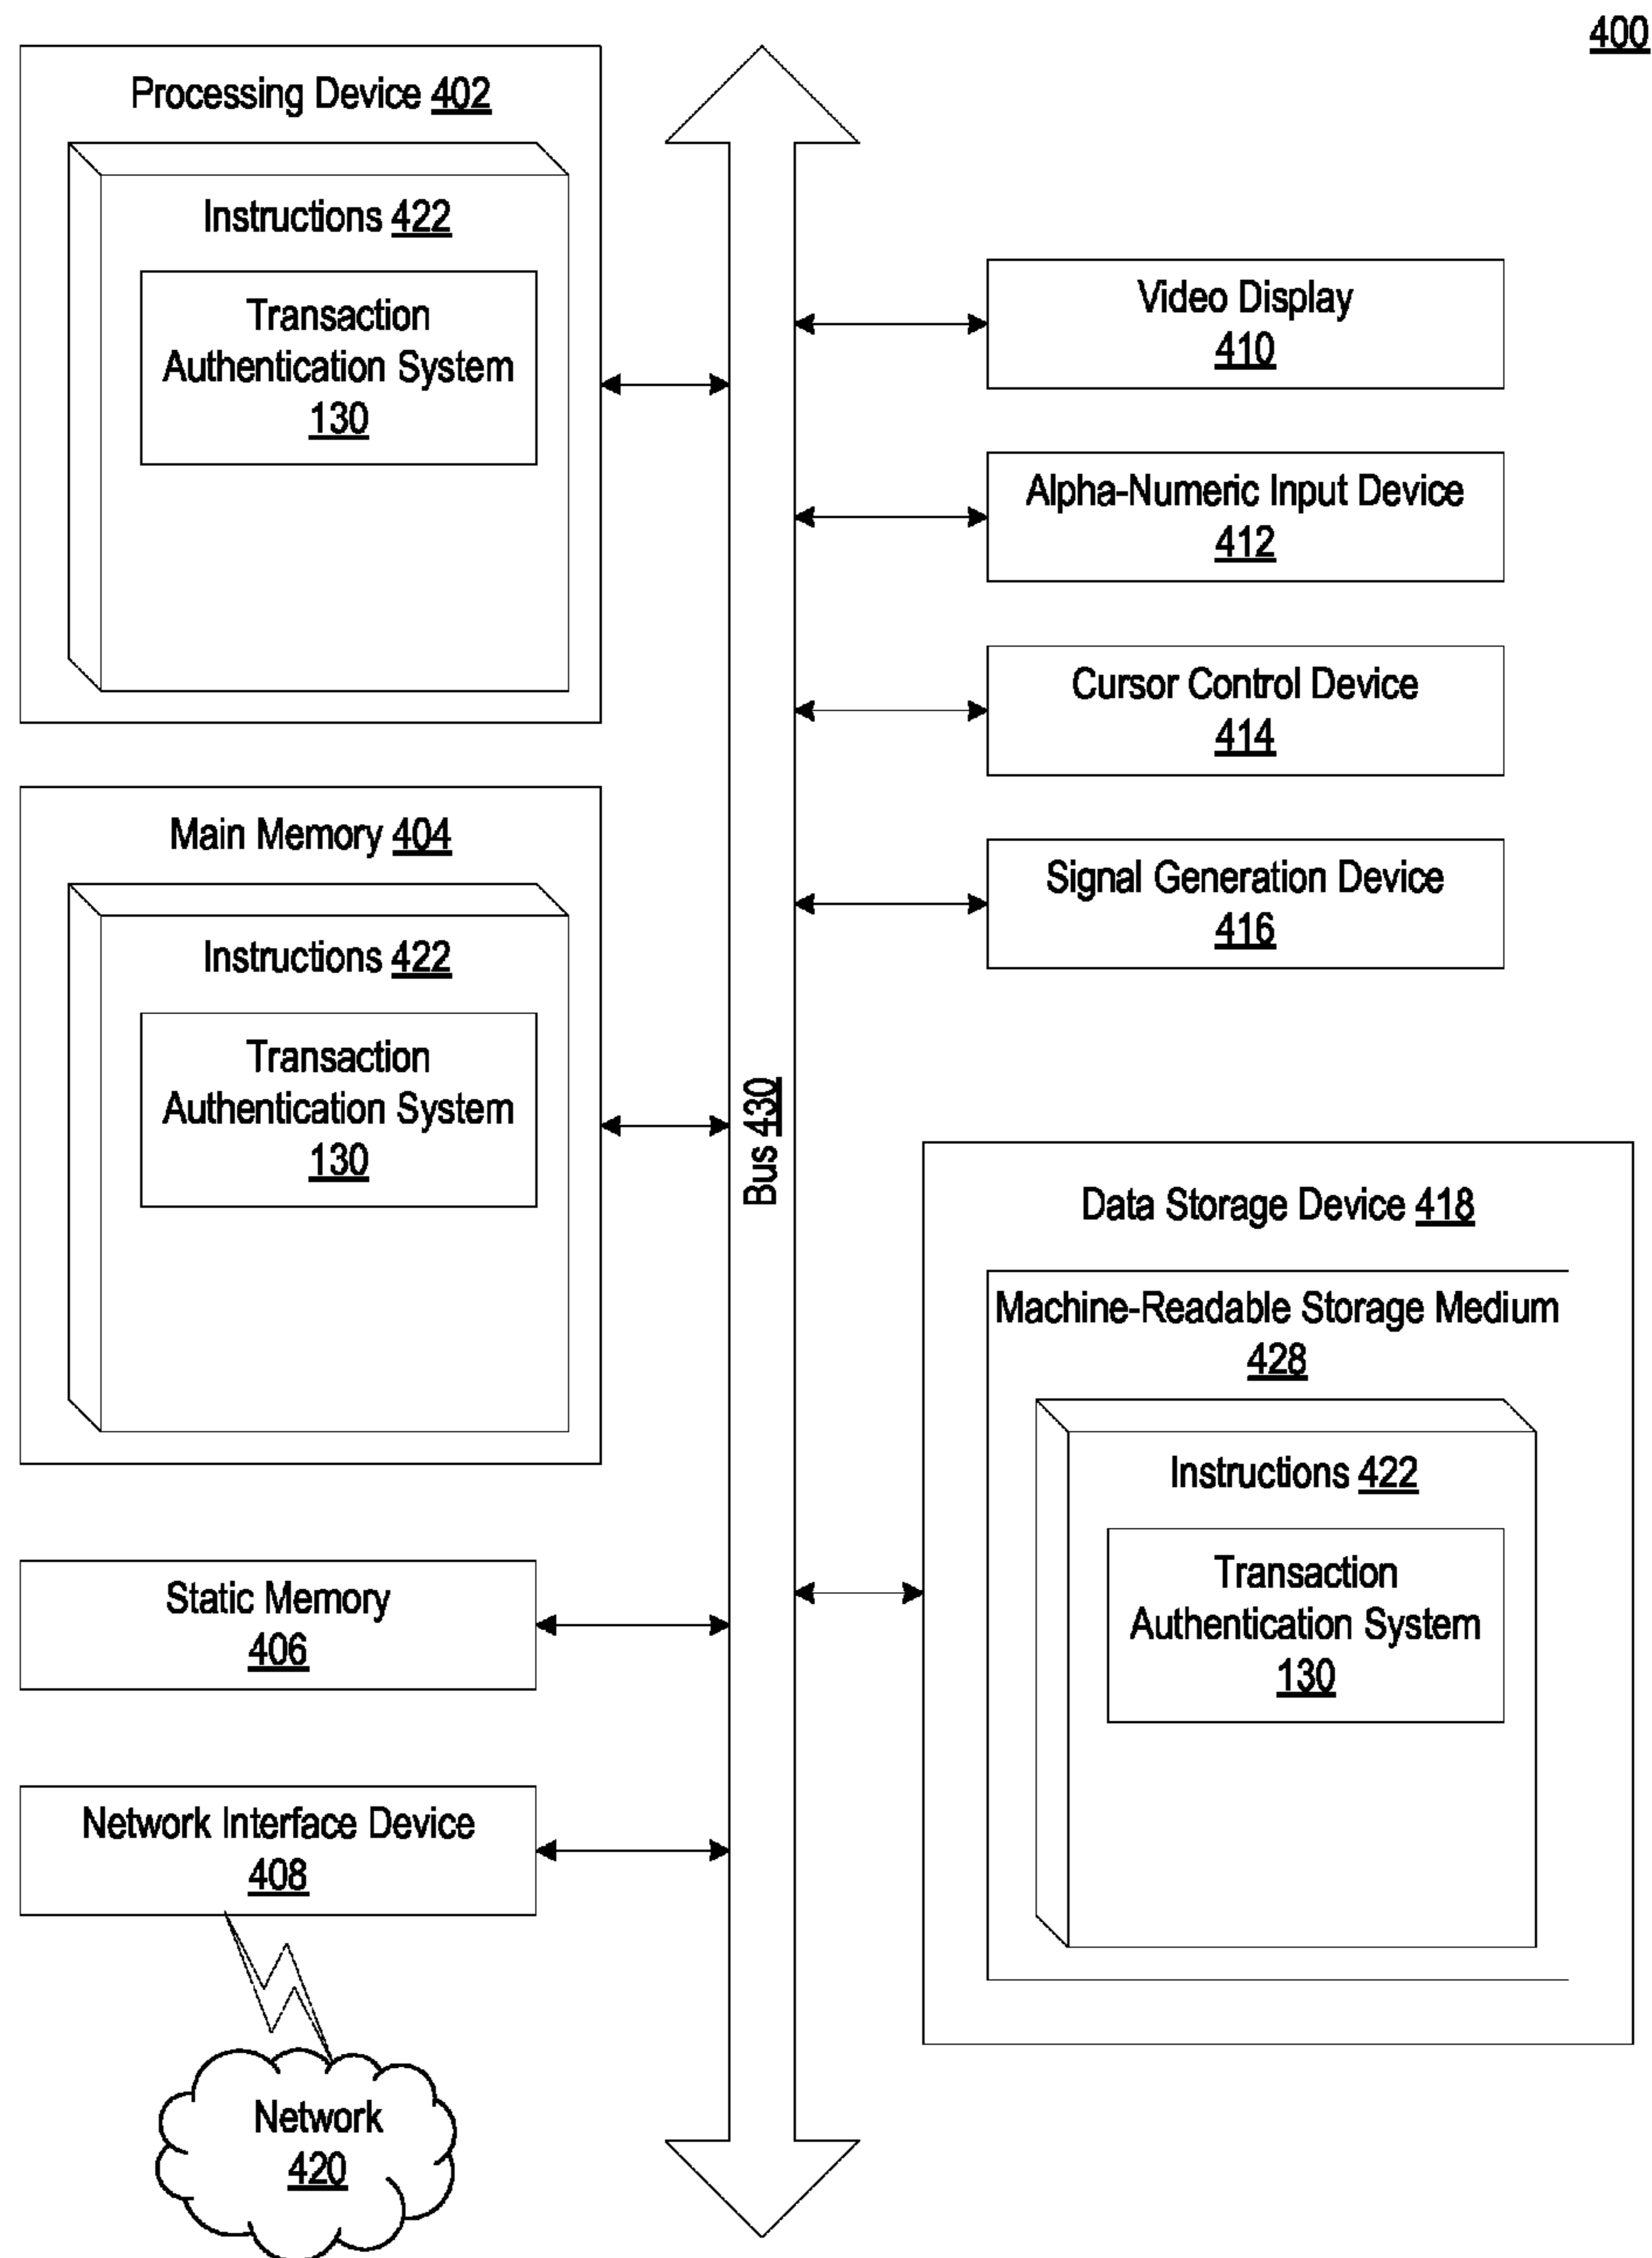 400
Processing Device 402
Instructions 422
Transaction
Authentication System
130
Main Memory 404
Instructions 422
Transaction
Authentication System
130
Static Memory
406
Network Interface Device
408
Network
420
Bus 430
Video Display
410
Alpha-Numeric Input Device
412
Cursor Control Device
414
Signal Generation Device
416
Data Storage Device 418
Machine-Readable Storage Medium
428
Instructions 422
Transaction
Authentication System
130